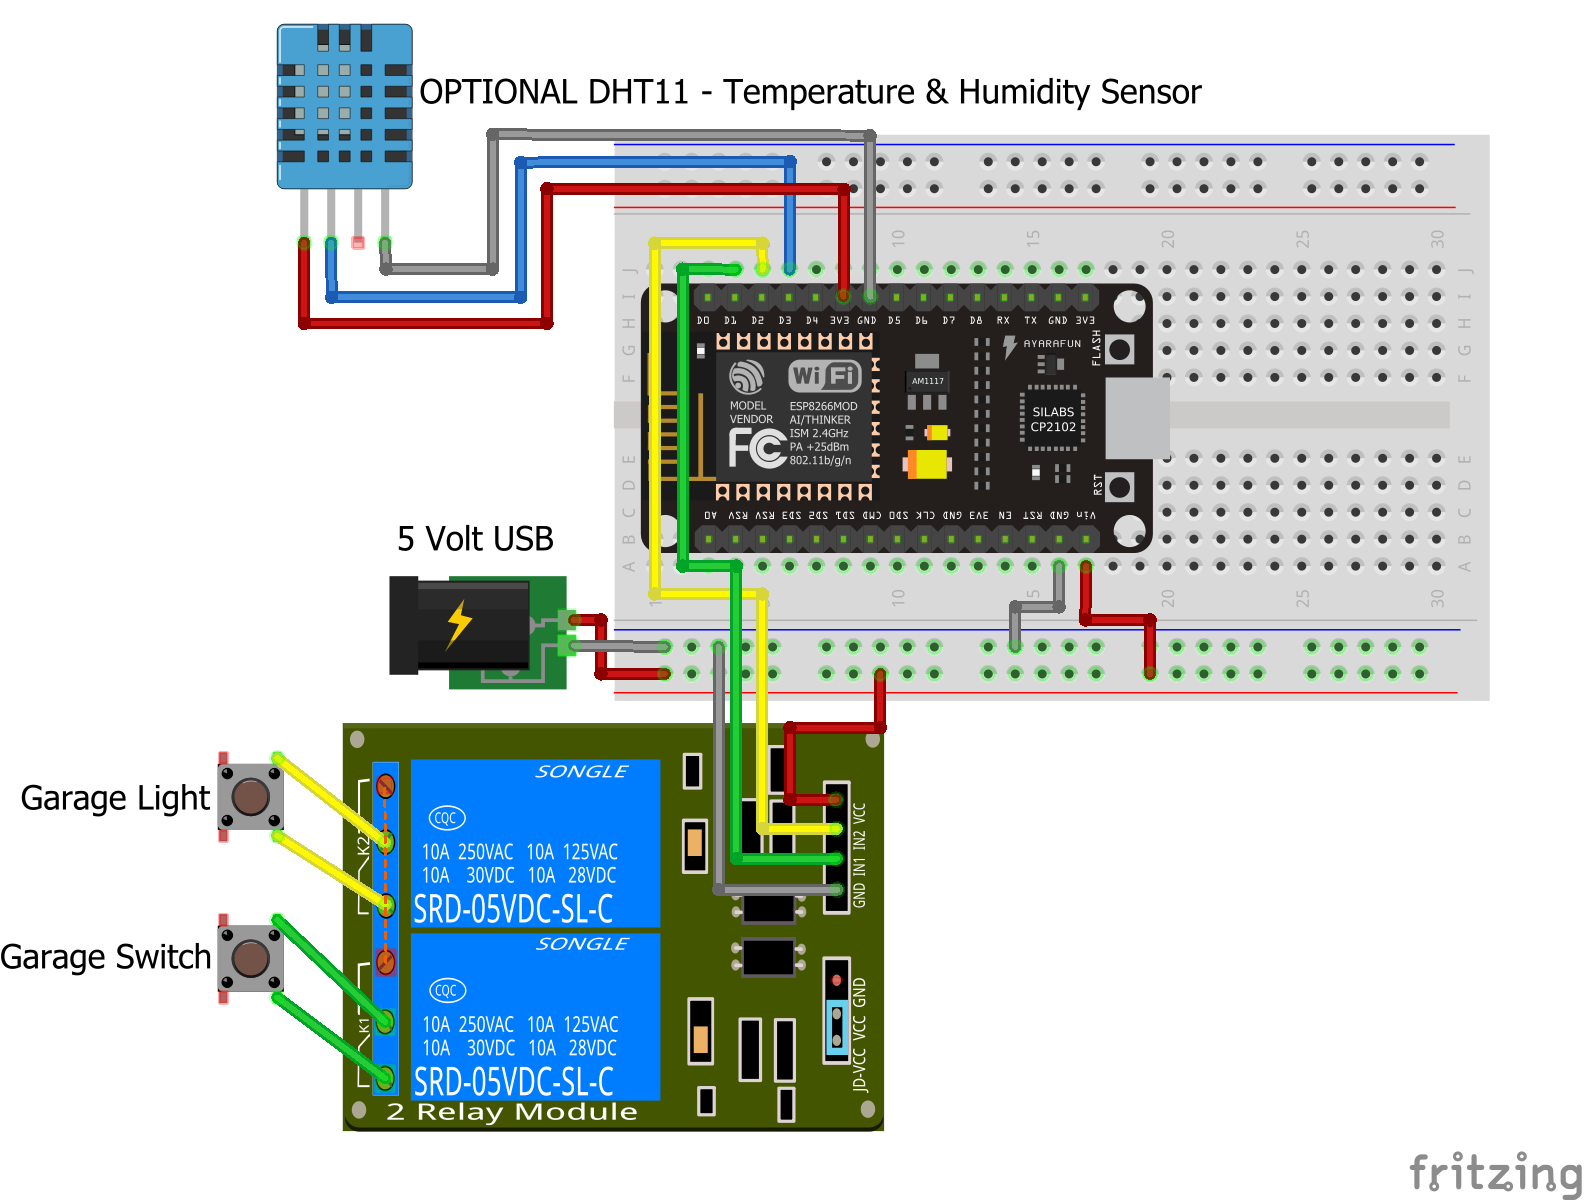 OPTIONAL DHT11 - Temperature & Humidity Sensor
10 15 20 25 30
J J
I I
H H
G G
F F
E E
D D
C C
B B
A A
D0 D1 D2 D3 D4 3V3 GND D5 D6 D7 D8 RX TX GND 3V3
AYARAFUN
FLASH
WiFi
AM1117
MODEL
VENDOR
ESP8266MOD
AI/THINKER
ISM 2.4GHz
PA +25dBm
802.11b/g/n
FC
SILABS
CP2102
RST
A0 RSV RSV SD3 SD2 SD1 CMD SD0 CLK GND 3V3 EN RST GND Vin
1 10 15 20 25 30
5 Volt USB
Garage Light
Garage Switch
K2
K1
SONGLE
CQC
10A 250VAC 10A 125VAC
10A 30VDC 10A 28VDC
SRD-05VDC-SL-C
SONGLE
CQC
10A 250VAC 10A 125VAC
10A 30VDC 10A 28VDC
SRD-05VDC-SL-C
GND IN1 IN2 VCC
JD-VCC VCC GND
2 Relay Module
fritzing